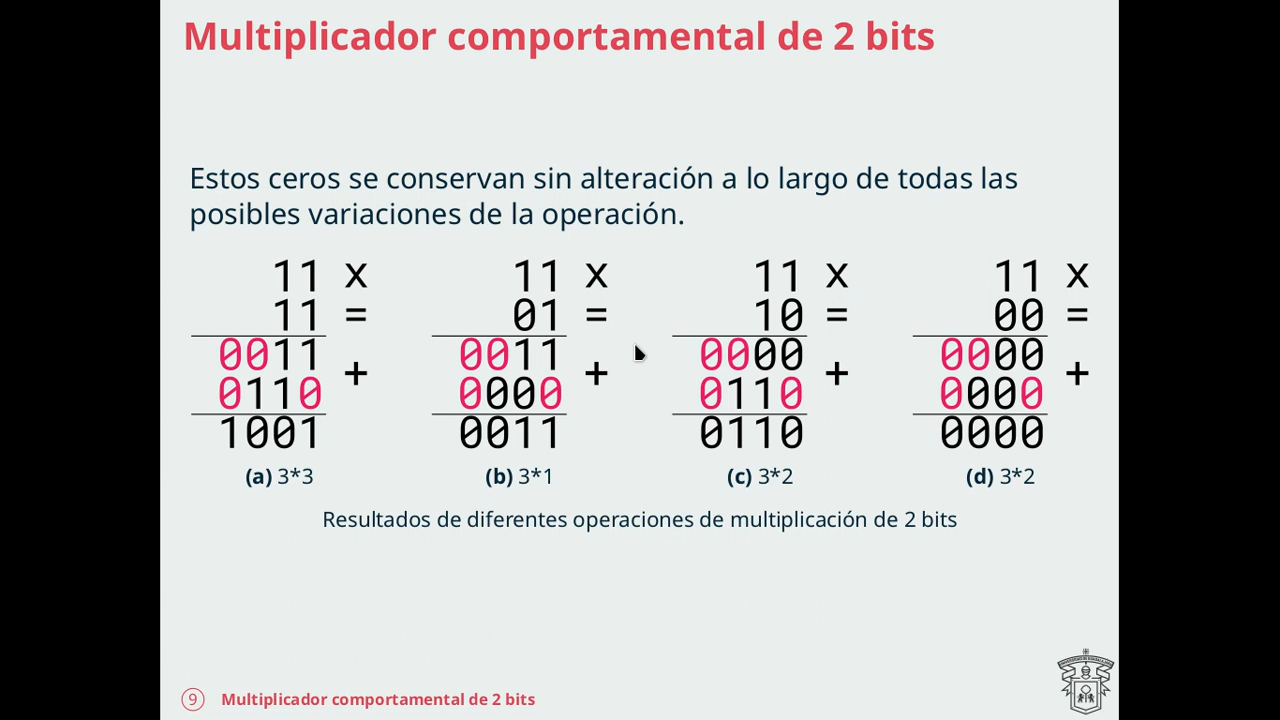 Multiplicador comportamental de 2 bits
Estos ceros se conservan sin alteración a lo largo de todas las
posibles variaciones de la operación.
11 x
11 =
0011
+
0110
1001
(a) 3*3
11 x
01 =
0011
+
0000
0011
(b) 3*1
11 x
10 =
0000
+
0110
0110
(c) 3*2
11 x
00 =
0000
+
0000
0000
(d) 3*2
Resultados de diferentes operaciones de multiplicación de 2 bits
9 Multiplicador comportamental de 2 bits